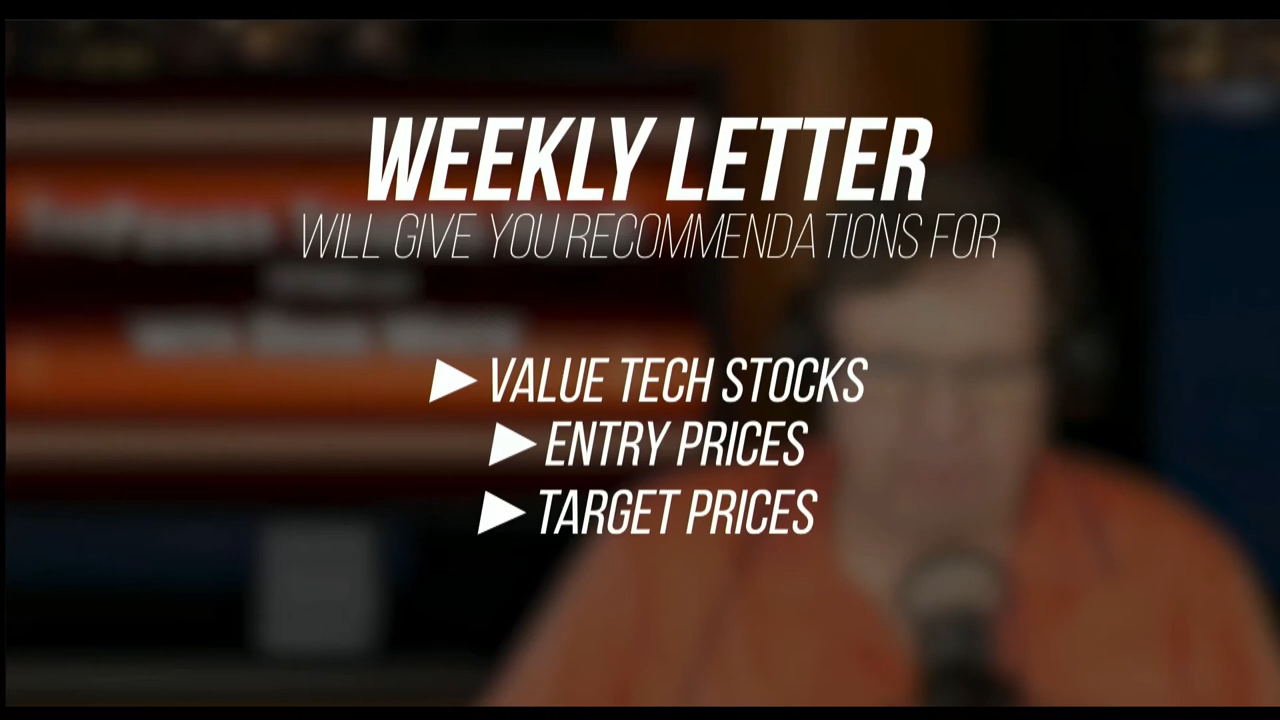 WEEKLY LETTER
WILL GIVE YOU RECOMMENDATIONS FOR
▶ VALUE TECH STOCKS
▶ ENTRY PRICES
▶ TARGET PRICES